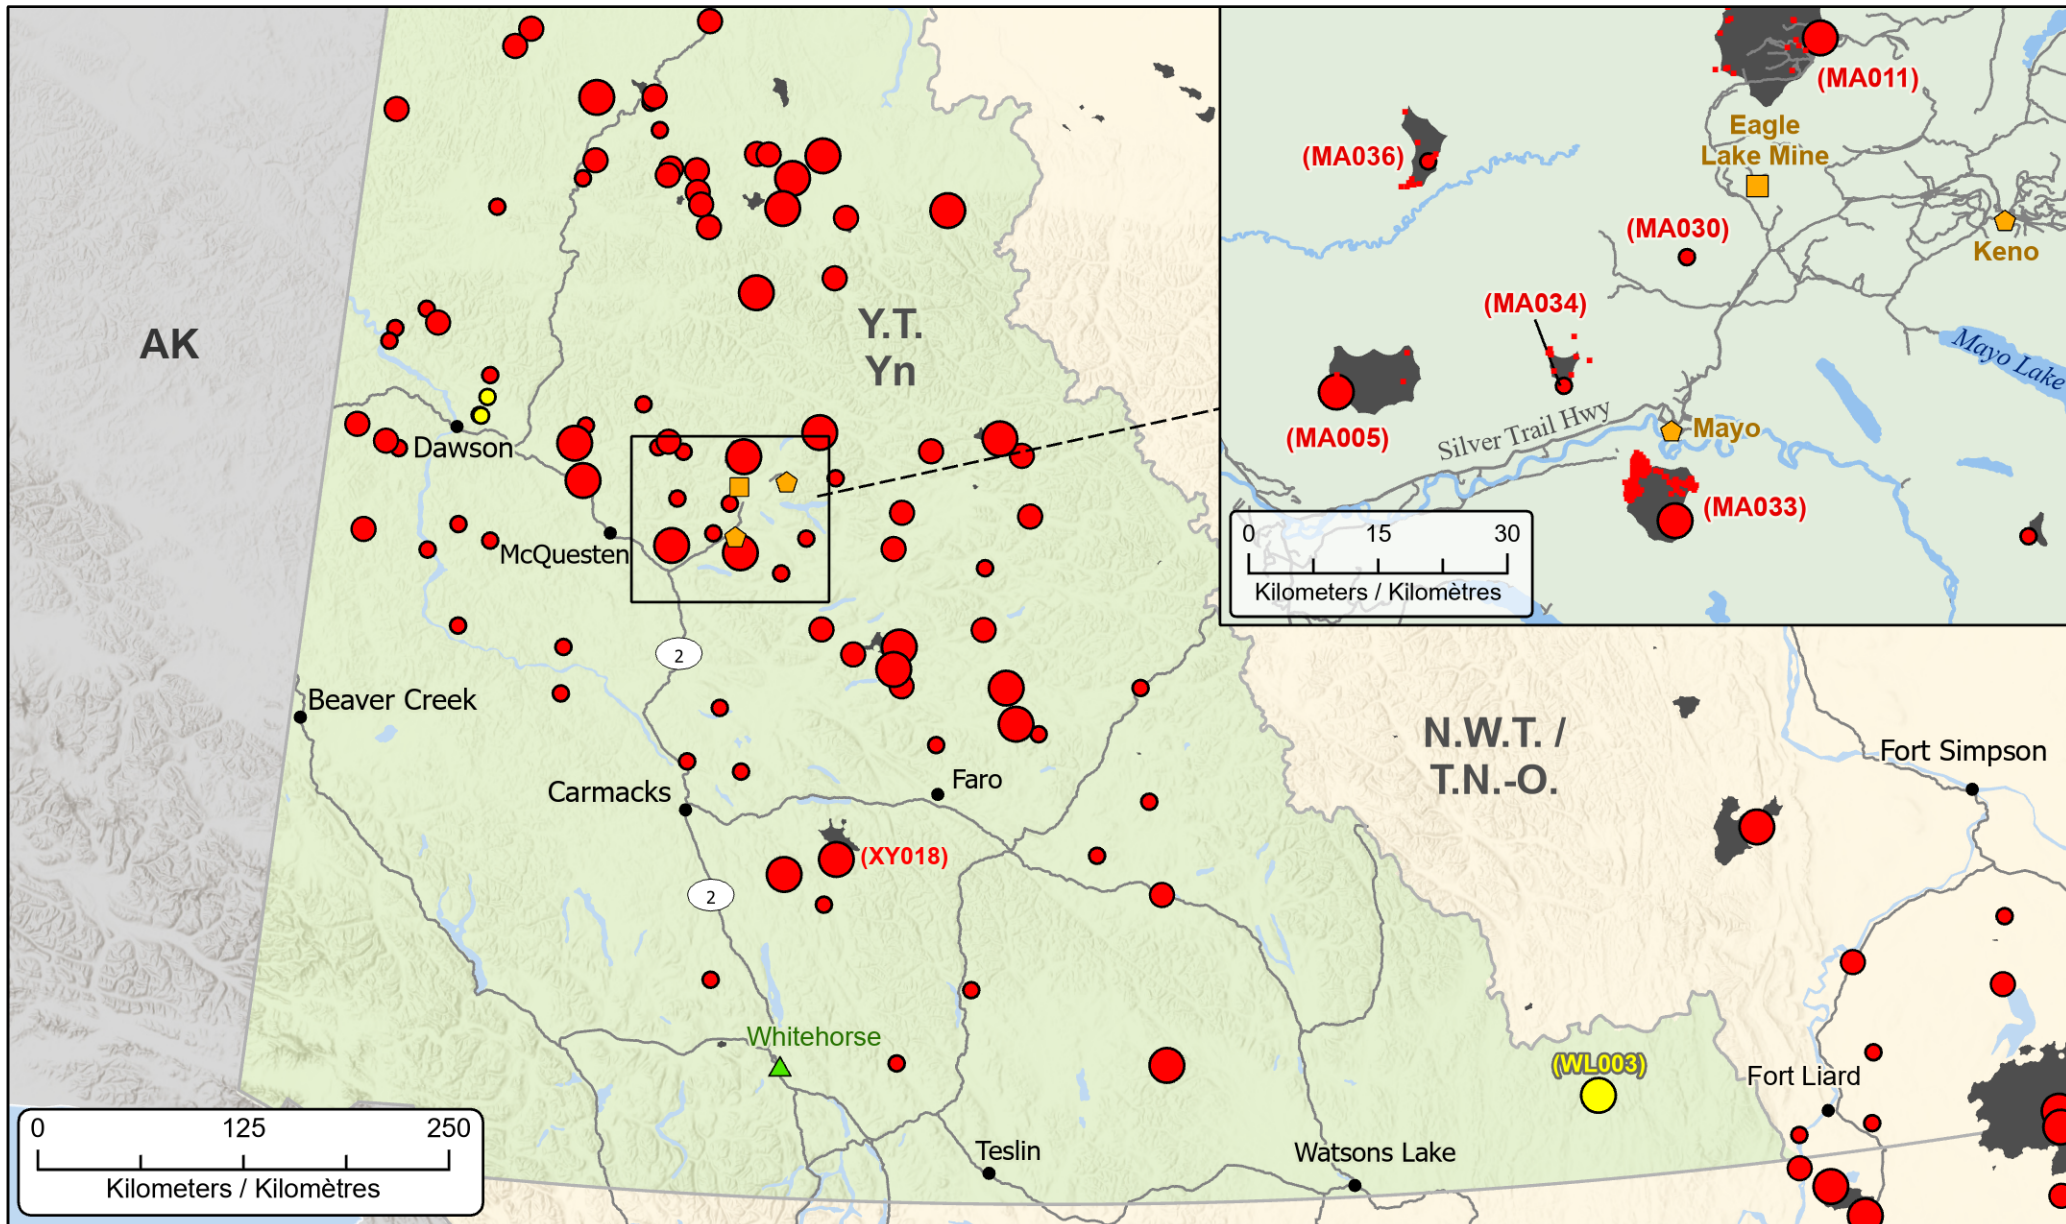 AK
Y.T.
Yn
Dawson
McQuesten
2
Beaver Creek
Carmacks
Faro
(XY018)
2
Whitehorse
Teslin
Watsons Lake
N.W.T. /
T.N.-O.
Fort Simpson
Fort Liard
(WL003)
0 125 250
Kilometers / Kilomètres
(MA011)
Eagle
Lake Mine
(MA036)
(MA030)
Keno
(MA034)
Mayo Lake
(MA005)
Silver Trail Hwy
Mayo
(MA033)
0 15 30
Kilometers / Kilomètres